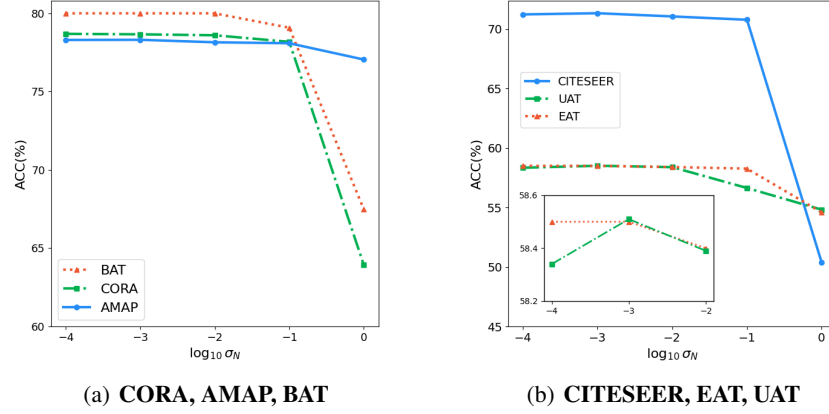 80
75
70
65
60
ACC(%)
BAT
CORA
AMAP
−4
−3
−2
−1
0
log10 σN
(a) CORA, AMAP, BAT
75
70
65
60
55
50
45
ACC(%)
CITESEER
UAT
EAT
58.6
58.4
58.2
−4
−3
−2
−4
−3
−2
−1
0
log10 σN
(b) CITESEER, EAT, UAT